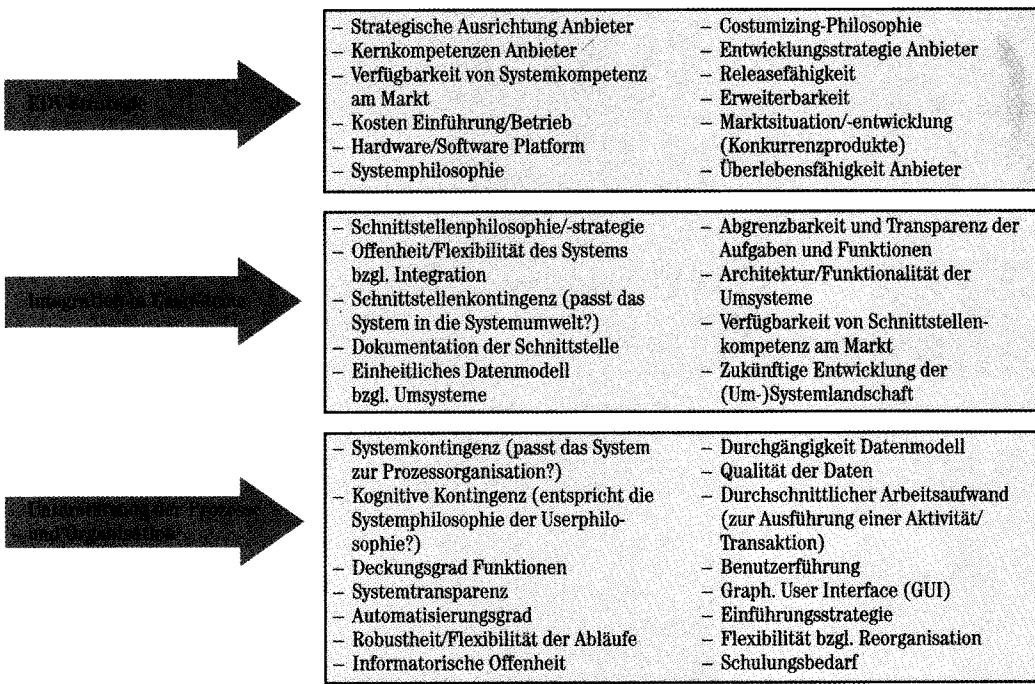 – Strategische Ausrichtung Anbieter
– Kernkompetenzen Anbieter
– Verfügbarkeit von Systemkompetenz
am Markt
– Kosten Einführung/Betrieb
– Hardware/Software Platform
– Systemphilosophie
– Costumizing-Philosophie
– Entwicklungsstrategie Anbieter
– Releasefähigkeit
– Erweiterbarkeit
– Marktsituation/-entwicklung
(Konkurrenzprodukte)
– Überlebensfähigkeit Anbieter
– Schnittstellenphilosophie/-strategie
– Offenheit/Flexibilität des Systems
bzgl. Integration
– Schnittstellenkontingenz (passt das
System in die Systemumwelt?)
– Dokumentation der Schnittstelle
– Einheitliches Datenmodell
bzgl. Umsysteme
– Abgrenzbarkeit und Transparenz der
Aufgaben und Funktionen
– Architektur/Funktionalität der
Umsysteme
– Verfügbarkeit von Schnittstellen-
kompetenz am Markt
– Zukünftige Entwicklung der
(Um-)Systemlandschaft
Unterstützung der Prozesse
und Organisation
– Systemkontingenz (passt das System
zur Prozessorganisation?)
– Kognitive Kontingenz (entspricht die
Systemphilosophie der Userphilo-
sophie?)
– Deckungsgrad Funktionen
– Systemtransparenz
– Automatisierungsgrad
– Robustheit/Flexibilität der Abläufe
– Informatorische Offenheit
– Durchgängigkeit Datenmodell
– Qualität der Daten
– Durchschnittlicher Arbeitsaufwand
(zur Ausführung einer Aktivität/
Transaktion)
– Benutzerführung
– Graph. User Interface (GUI)
– Einführungsstrategie
– Flexibilität bzgl. Reorganisation
– Schulungsbedarf